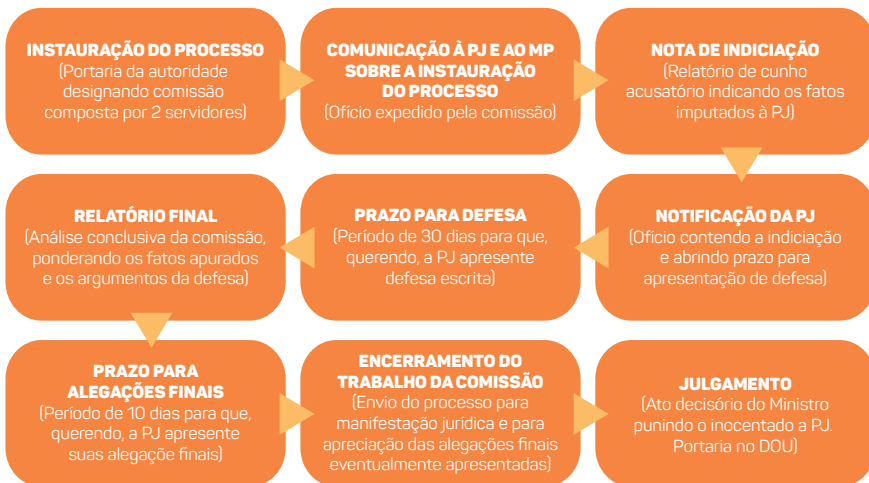 INSTAURAÇÃO DO PROCESSO
(Portaria da autoridade
designando comissão
composta por 2 servidores)
COMUNICAÇÃO À PJ E AO MP
SOBRE A INSTAURAÇÃO
DO PROCESSO
(Ofício expedido pela comissão)
NOTA DE INDICIAÇÃO
(Relatório de cunho
acusatório indicando os fatos
imputados à PJ)
NOTIFICAÇÃO DA PJ
(Ofício contendo a indiciação
e abrindo prazo para
apresentação de defesa)
PRAZO PARA DEFESA
(Período de 30 dias para que,
querendo, a PJ apresente
defesa escrita)
RELATÓRIO FINAL
(Análise conclusiva da comissão,
ponderando os fatos apurados
e os argumentos da defesa)
PRAZO PARA
ALEGAÇÕES FINAIS
(Período de 10 dias para que,
querendo, a PJ apresente
suas alegaçõe finais)
ENCERRAMENTO DO
TRABALHO DA COMISSÃO
(Envio do processo para
manifestação jurídica e para
apreciação das alegações finais
eventualmente apresentadas)
JULGAMENTO
(Ato decisório do Ministro
punindo o inocentado a PJ.
Portaria no DOU)